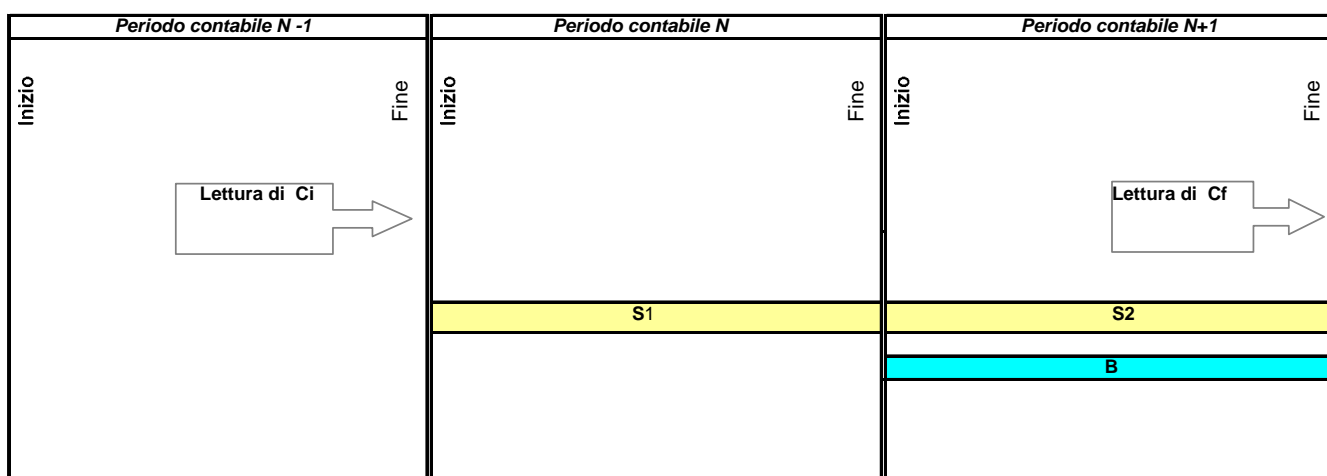 Periodo contabile N -1
Periodo contabile N
Periodo contabile N+1
Inizio
Fine
Inizio
Fine
Inizio
Fine
Lettura di Ci
Lettura di Cf
S1
S2
B